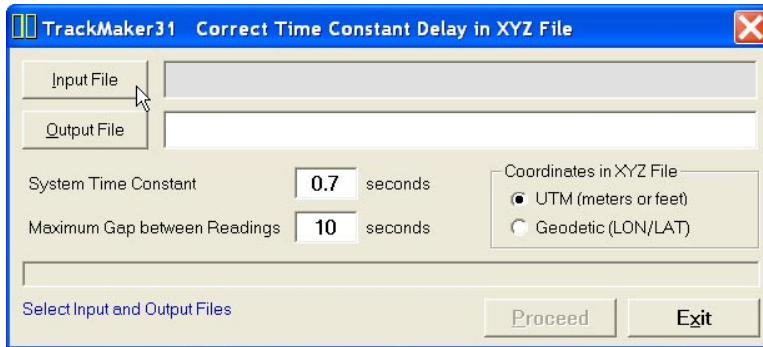 TrackMaker31 Correct Time Constant Delay in XYZ File
Input File
Output File
System Time Constant 0.7 seconds
Maximum Gap between Readings 10 seconds
Coordinates in XYZ File
UTM (meters or feet)
Geodetic (LON/LAT)
Select Input and Output Files
Proceed Exit